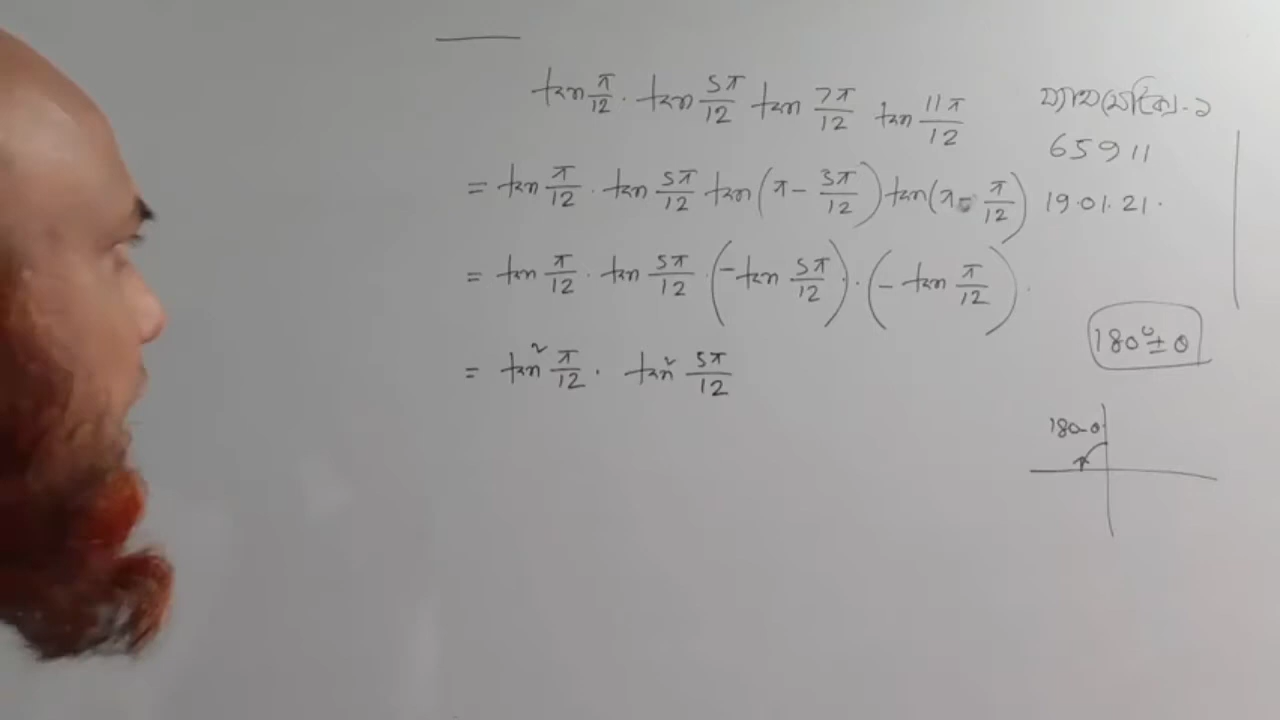 tan π/12 . tan 5π/12 tan 7π/12 tan 11π/12
= tan π/12 . tan 5π/12 tan (π - 5π/12) tan (π - π/12)
= tan π/12 . tan 5π/12 . (- tan 5π/12) . (- tan π/12) .
= tan² π/12 . tan² 5π/12
ম্যাথমেটিক্স - ১
65911
19.01.21.
180° ± θ
180-θ